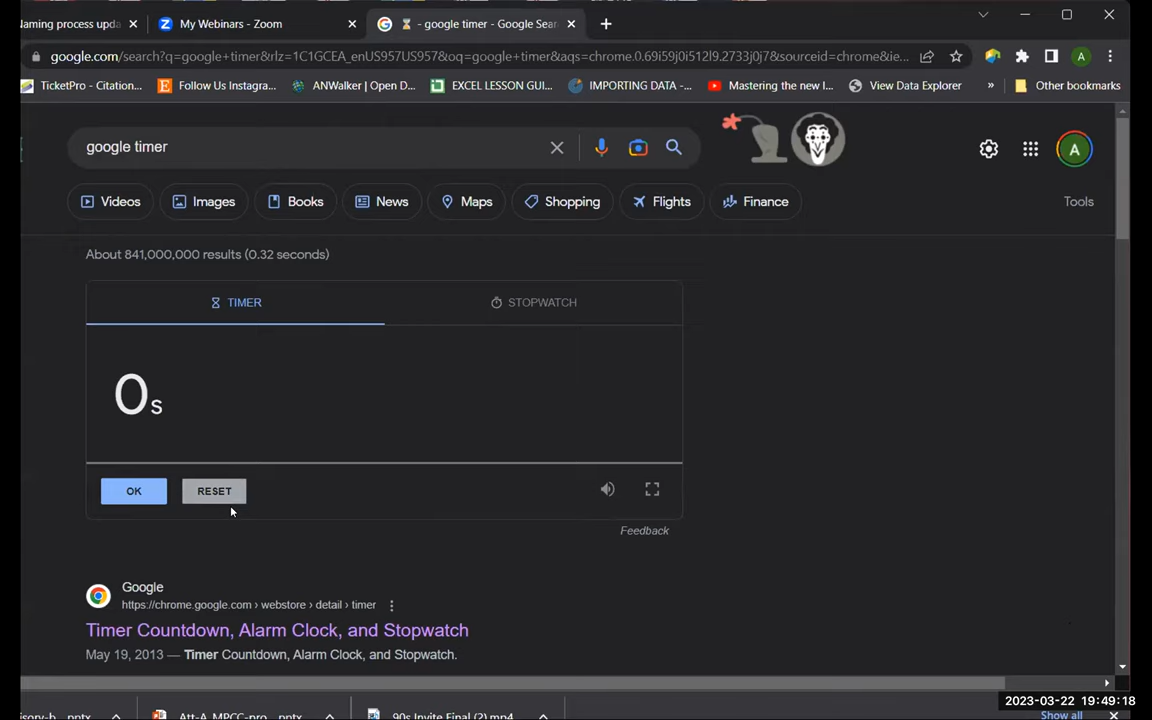 Naming process upda
My Webinars - Zoom
- google timer - Google Sear
google.com/search?q=google+timer&rlz=1C1GCEA_enUS957US957&oq=google+timer&aqs=chrome.0.69i59j0i512l9.2733j0j7&sourceid=chrome&ie...
TicketPro - Citation...
Follow Us Instagra...
ANWalker | Open D...
EXCEL LESSON GUI...
IMPORTING DATA -...
Mastering the new I...
View Data Explorer
»
Other bookmarks
google timer
A
Videos
Images
Books
News
Maps
Shopping
Flights
Finance
Tools
About 841,000,000 results (0.32 seconds)
TIMER
STOPWATCH
0s
OK
RESET
Feedback
Google
https://chrome.google.com › webstore › detail › timer
Timer Countdown, Alarm Clock, and Stopwatch
May 19, 2013 — Timer Countdown, Alarm Clock, and Stopwatch.
2023-03-22 19:49:18
Att-A MPCC-pro...pptx
90s Invite Final (2).mp4
Show all